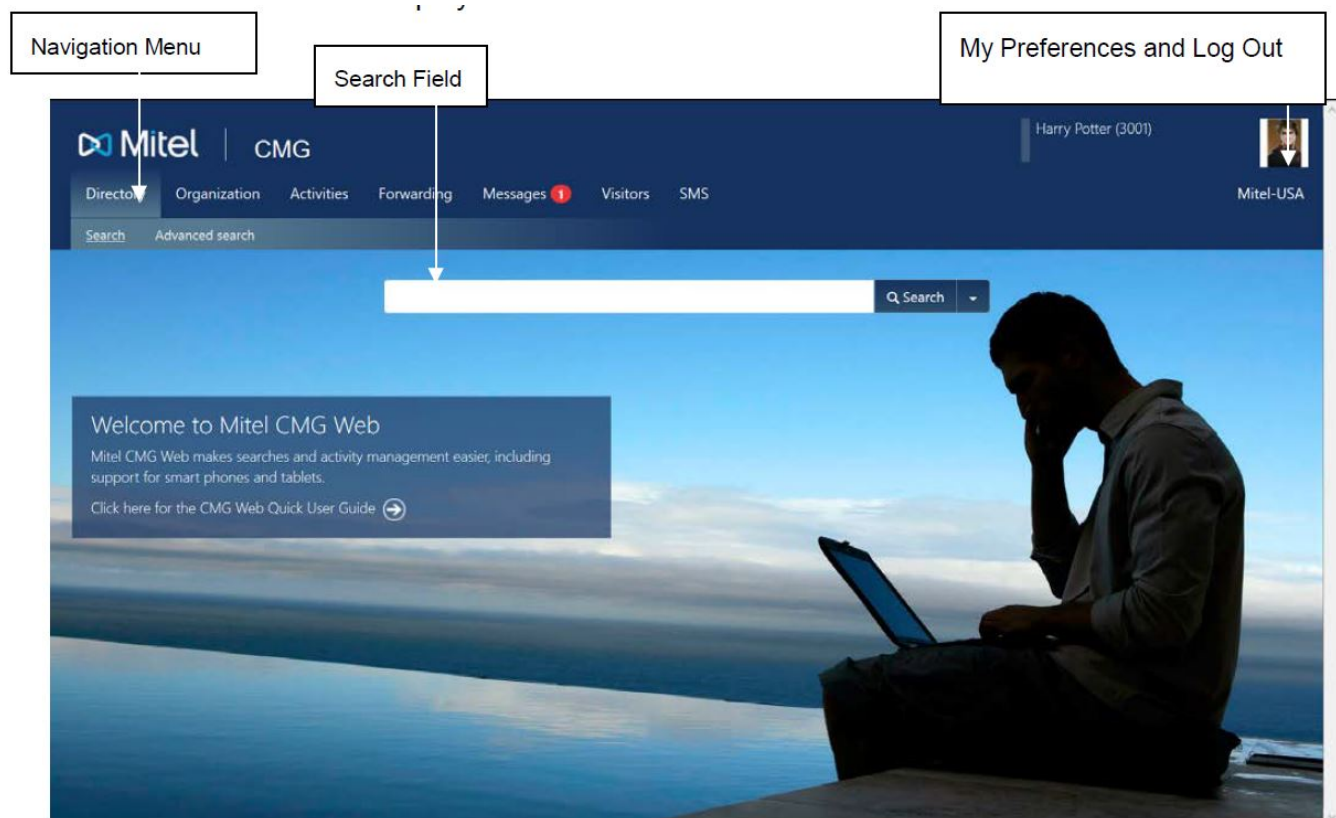 Navigation Menu
Search Field
My Preferences and Log Out
Mitel | CMG
Harry Potter (3001)
Directory Organization Activities Forwarding Messages 1 Visitors SMS
Mitel-USA
Search Advanced search
Search
Welcome to Mitel CMG Web
Mitel CMG Web makes searches and activity management easier, including
support for smart phones and tablets.
Click here for the CMG Web Quick User Guide